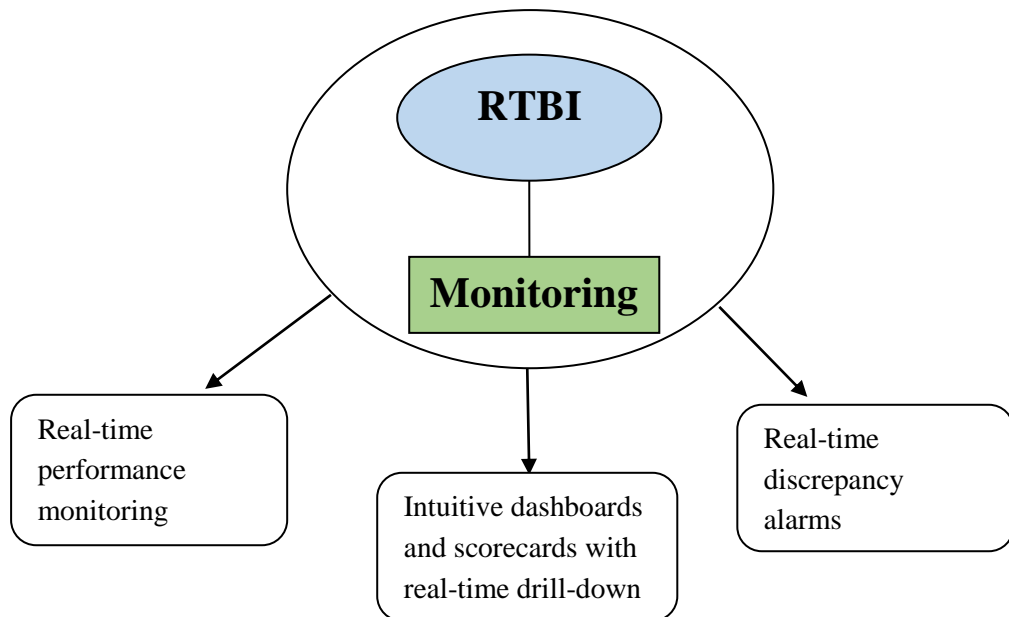 RTBI
Monitoring
Real-time
performance
monitoring
Intuitive dashboards
and scorecards with
real-time drill-down
Real-time
discrepancy
alarms